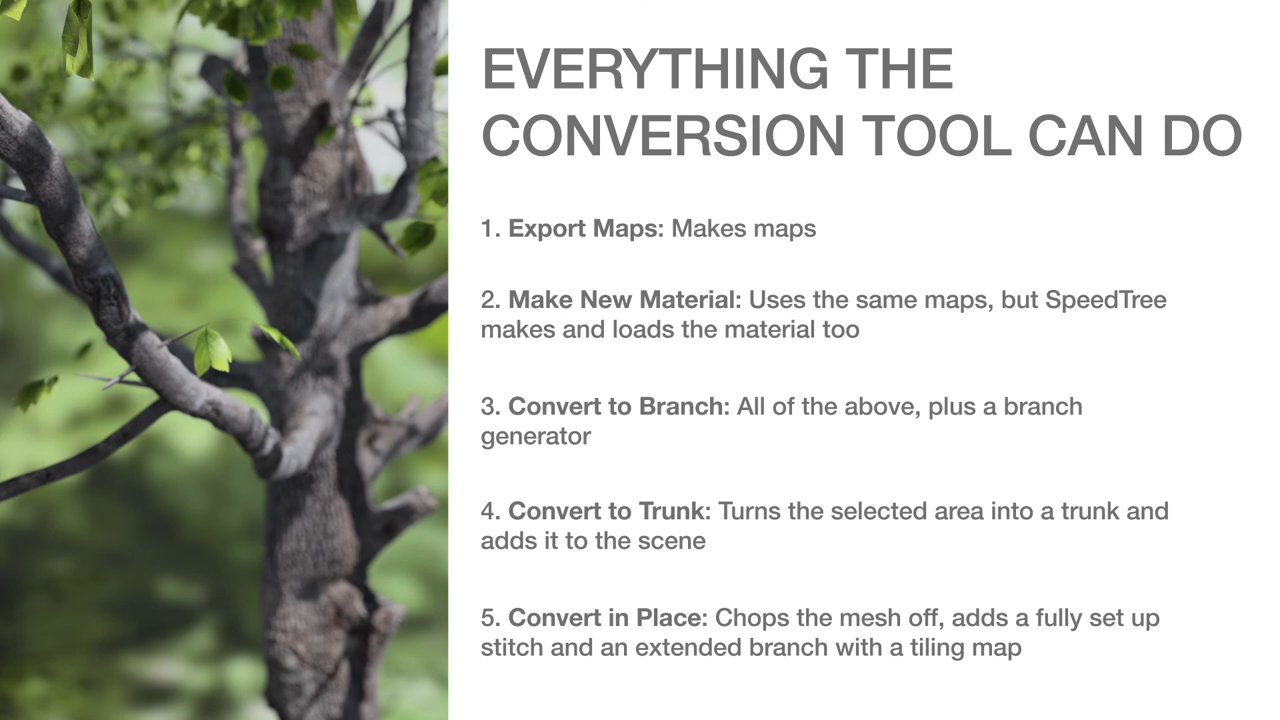 EVERYTHING THE
CONVERSION TOOL CAN DO
1. Export Maps: Makes maps
2. Make New Material: Uses the same maps, but SpeedTree
makes and loads the material too
3. Convert to Branch: All of the above, plus a branch
generator
4. Convert to Trunk: Turns the selected area into a trunk and
adds it to the scene
5. Convert in Place: Chops the mesh off, adds a fully set up
stitch and an extended branch with a tiling map